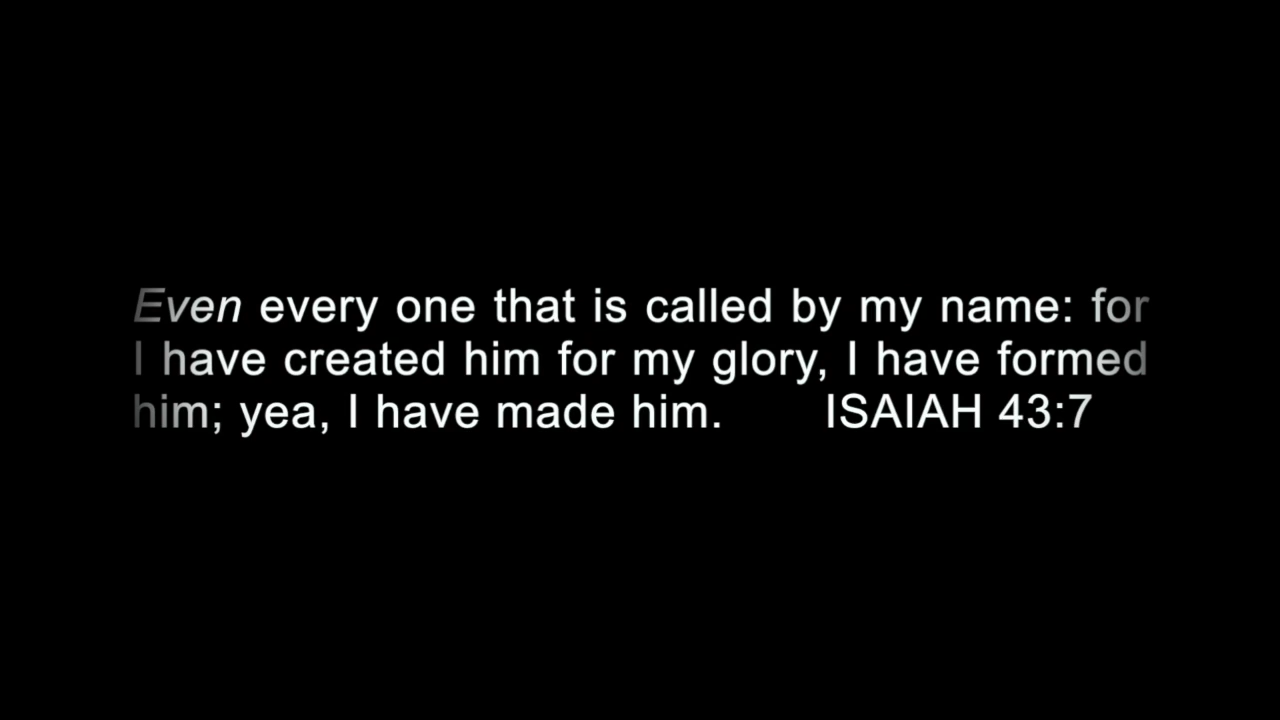 Even every one that is called by my name: for
I have created him for my glory, I have formed
him; yea, I have made him. ISAIAH 43:7